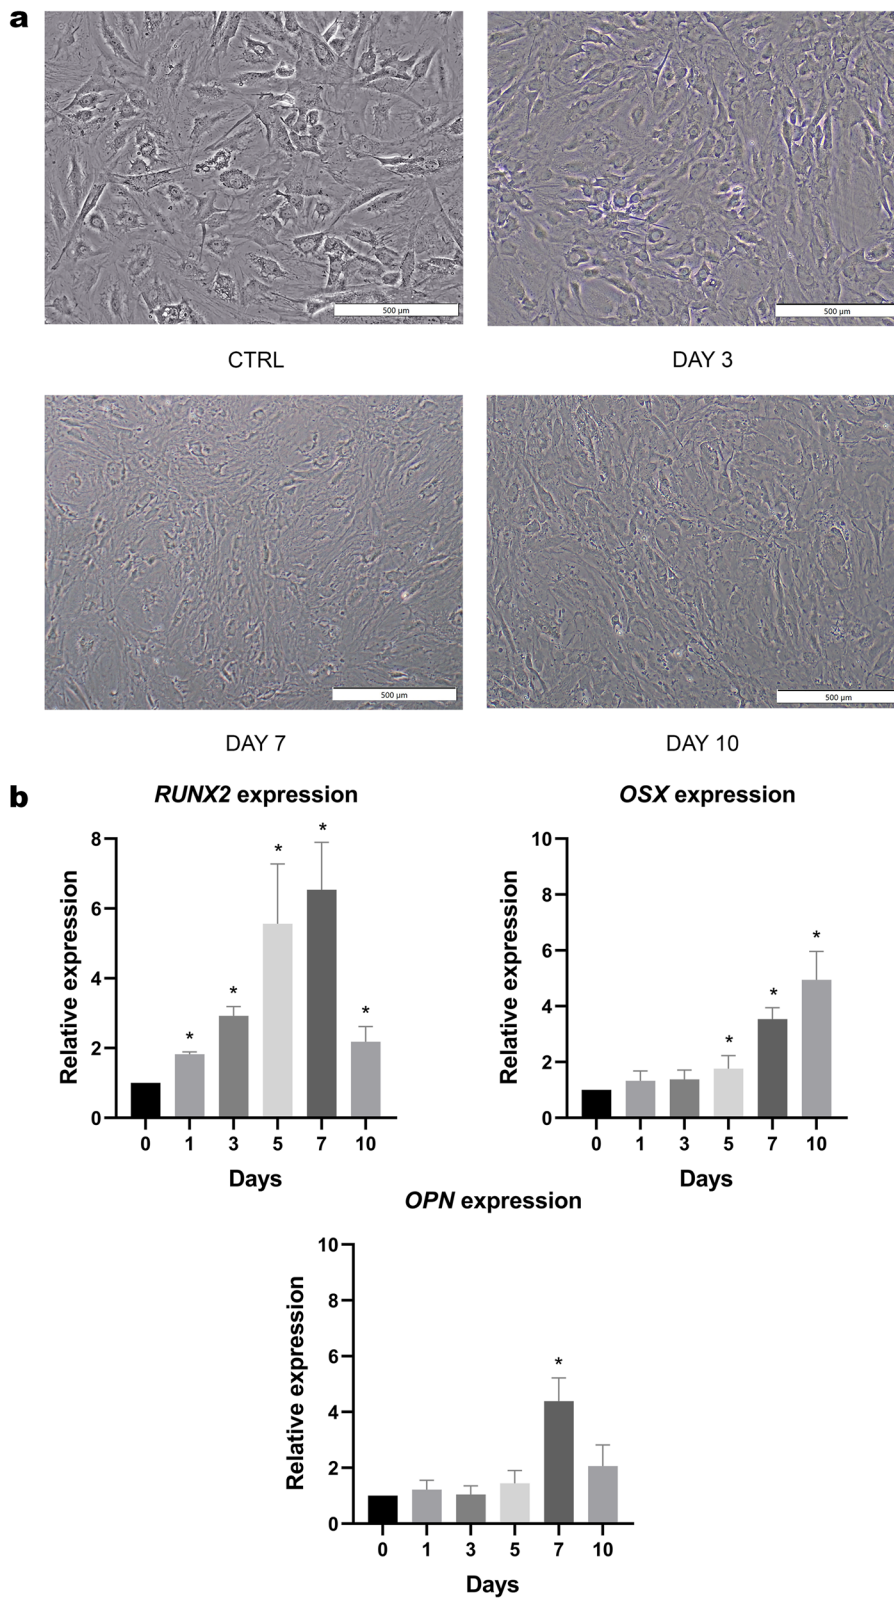 a
500 µm
500 µm
CTRL
DAY 3
500 µm
500 µm
DAY 7
DAY 10
b
RUNX2 expression
Relative expression
8
6
4
2
0
*
*
*
*
*
0 1 3 5 7 10
Days
OSX expression
Relative expression
10
8
6
4
2
0
*
*
*
0 1 3 5 7 10
Days
OPN expression
Relative expression
10
8
6
4
2
0
*
0 1 3 5 7 10
Days